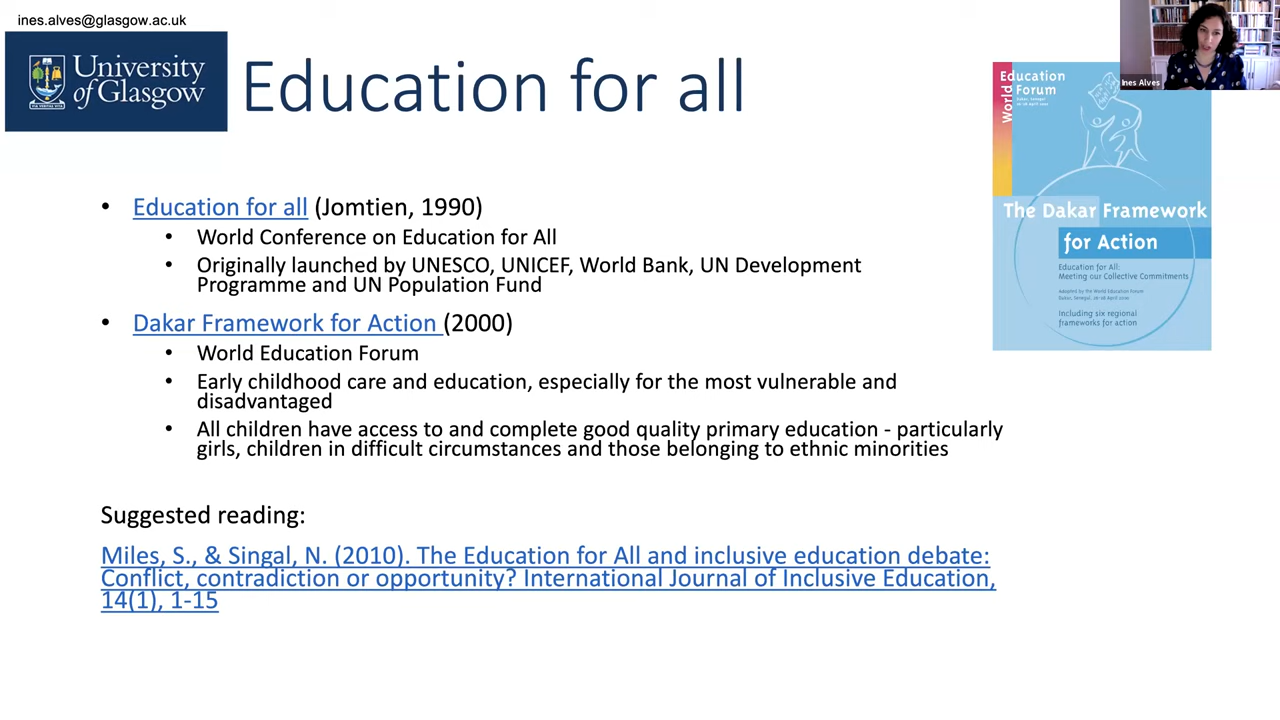 ines.alves@glasgow.ac.uk
University
of Glasgow
Education for all
Ines Alves
• Education for all (Jomtien, 1990)
• World Conference on Education for All
• Originally launched by UNESCO, UNICEF, World Bank, UN Development
Programme and UN Population Fund
• Dakar Framework for Action (2000)
• World Education Forum
• Early childhood care and education, especially for the most vulnerable and
disadvantaged
• All children have access to and complete good quality primary education - particularly
girls, children in difficult circumstances and those belonging to ethnic minorities
Suggested reading:
Miles, S., & Singal, N. (2010). The Education for All and inclusive education debate:
Conflict, contradiction or opportunity? International Journal of Inclusive Education,
14(1), 1-15
World
Education
Forum
The Dakar Framework
for Action
Education for All:
Meeting our Collective Commitments
Adopted by the World Education Forum
Including six regional
frameworks for action